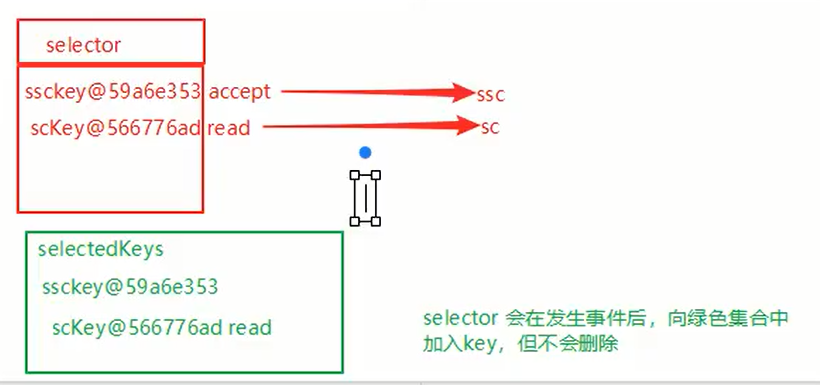 selector
ssckey@59a6e353 accept
ssc
scKey@566776ad read
sc
selectedKeys
ssckey@59a6e353
scKey@566776ad read
selector 会在发生事件后，向绿色集合中
加入key，但不会删除